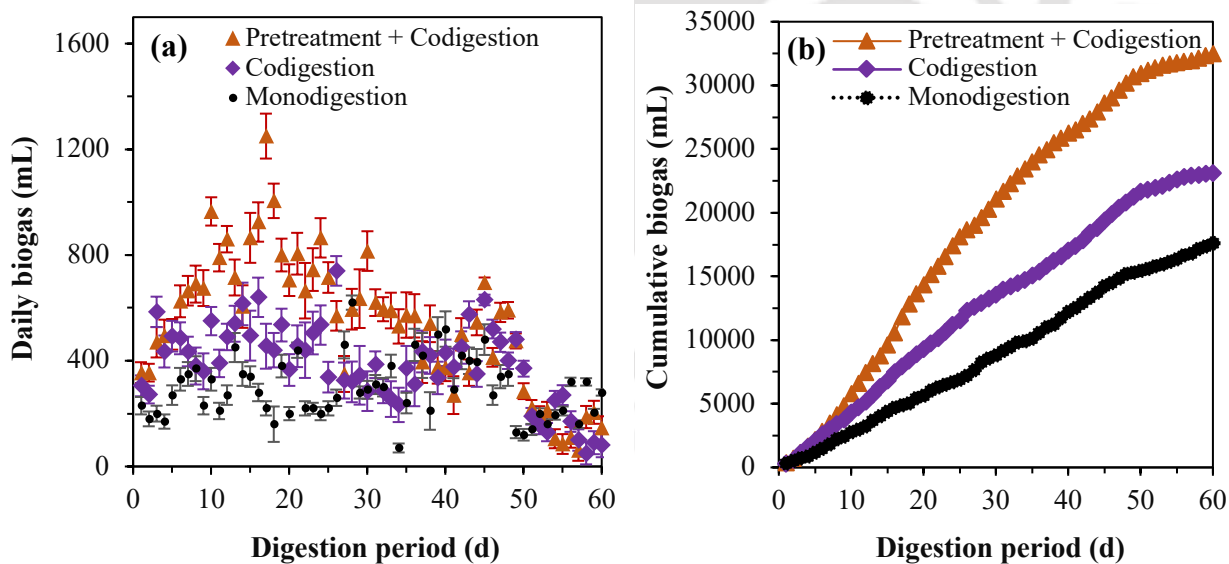 (a)
Pretreatment + Codigestion
Codigestion
Monodigestion
Daily biogas (mL)
1600
1200
800
400
0
0 10 20 30 40 50 60
Digestion period (d)
(b)
Pretreatment + Codigestion
Codigestion
Monodigestion
Cumulative biogas (mL)
35000
30000
25000
20000
15000
10000
5000
0
0 10 20 30 40 50 60
Digestion period (d)